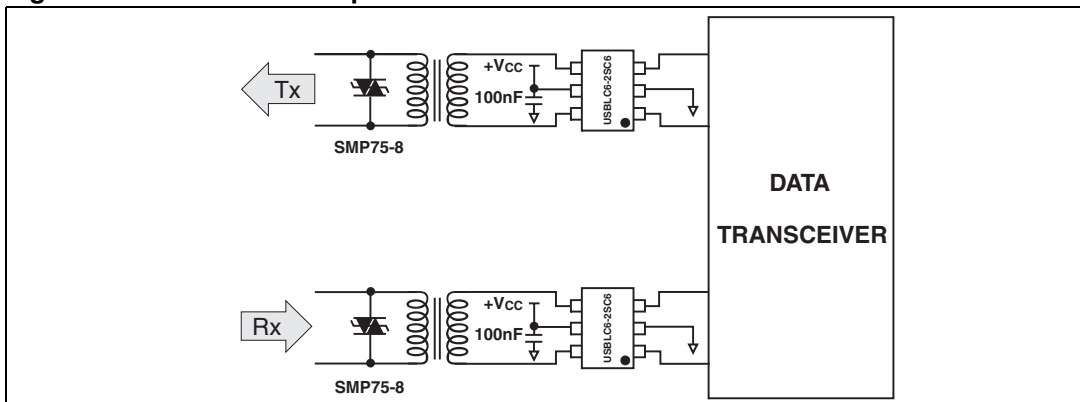 Tx
SMP75-8
+Vcc
100nF
USBLC6-2SC6
DATA
TRANSCEIVER
Rx
SMP75-8
+Vcc
100nF
USBLC6-2SC6